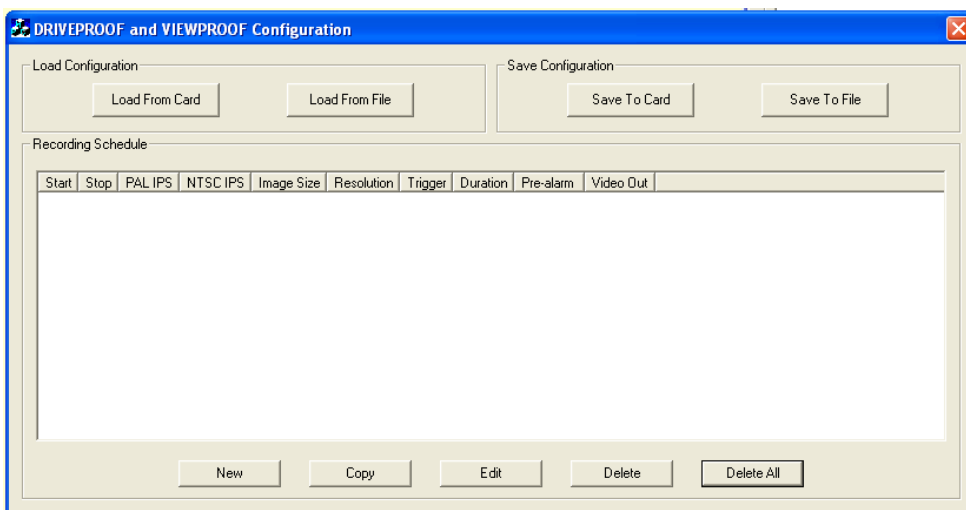 DRIVEPROOF and VIEWPROOF Configuration
Load Configuration
Load From Card Load From File
Save Configuration
Save To Card Save To File
Recording Schedule
Start Stop PAL IPS NTSC IPS Image Size Resolution Trigger Duration Pre-alarm Video Out
New Copy Edit Delete Delete All